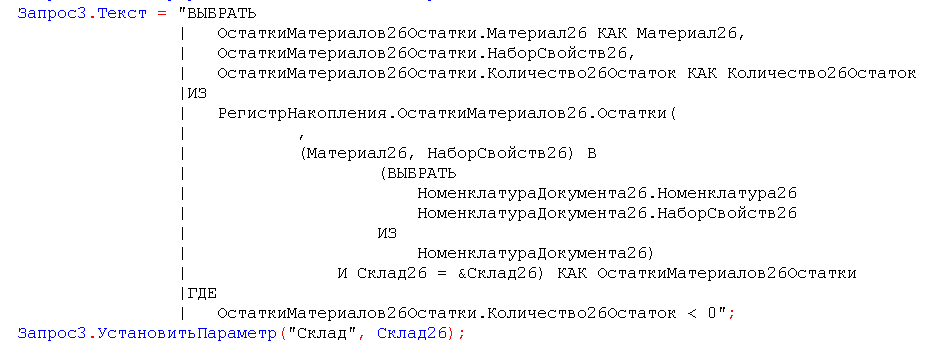 Запрос3.Текст = "ВЫБРАТЬ
| ОстаткиМатериалов26Остатки.Материал26 КАК Материал26,
| ОстаткиМатериалов26Остатки.НаборСвойств26,
| ОстаткиМатериалов26Остатки.Количество26Остаток КАК Количество26Остаток
|ИЗ
| РегистрНакопления.ОстаткиМатериалов26.Остатки(
| ,
| (Материал26, НаборСвойств26) В
| (ВЫБРАТЬ
| НоменклатураДокумента26.Номенклатура26
| НоменклатураДокумента26.НаборСвойств26
| ИЗ
| НоменклатураДокумента26)
| И Склад26 = &Склад26) КАК ОстаткиМатериалов26Остатки
|ГДЕ
| ОстаткиМатериалов26Остатки.Количество26Остаток < 0";
Запрос3.УстановитьПараметр("Склад", Склад26);